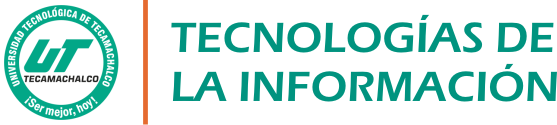 UNIVERSIDAD TECNOLÓGICA DE TECAMACHALCO
UT
TECAMACHALCO
¡Ser mejor, hoy!
TECNOLOGÍAS DE
LA INFORMACIÓN